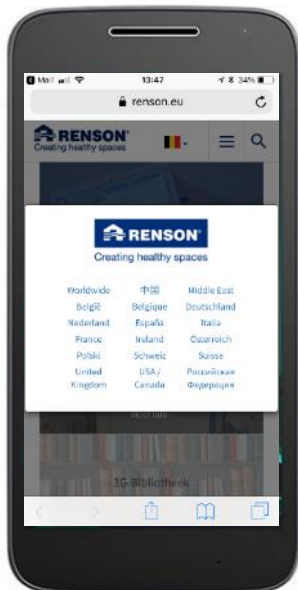 Mail 13:47 34%
renson.eu
RENSON
Creating healthy spaces
RENSON
Creating healthy spaces
Worldwide 中国 Middle East
België Belgique Deutschland
Nederland España Italia
France Ireland Österreich
Polski Schweiz Suisse
United USA / Российская
Kingdom Canada Федерация
Meer info
3G-Bibliotheek